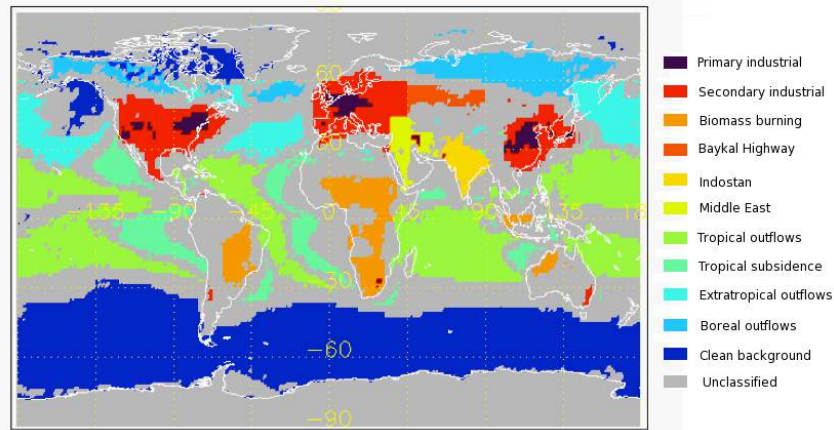 60
-135 -90 -45 0 45 90 135 18
-30
-60
-90
Primary industrial
Secondary industrial
Biomass burning
Baykal Highway
Indostan
Middle East
Tropical outflows
Tropical subsidence
Extratropical outflows
Boreal outflows
Clean background
Unclassified